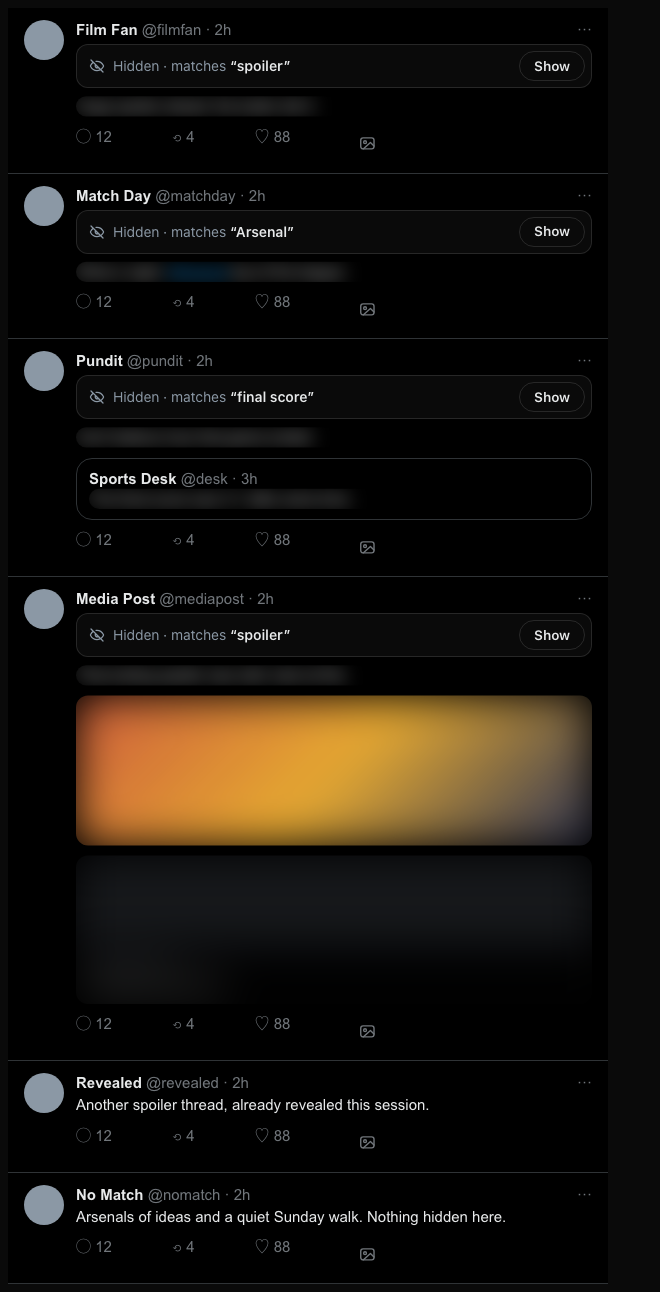 Film Fan @filmfan · 2h ···
Hidden · matches “spoiler” Show
12 4 88
Match Day @matchday · 2h ···
Hidden · matches “Arsenal” Show
12 4 88
Pundit @pundit · 2h ···
Hidden · matches “final score” Show
Sports Desk @desk · 3h
12 4 88
Media Post @mediapost · 2h ···
Hidden · matches “spoiler” Show
12 4 88
Revealed @revealed · 2h ···
Another spoiler thread, already revealed this session.
12 4 88
No Match @nomatch · 2h ···
Arsenals of ideas and a quiet Sunday walk. Nothing hidden here.
12 4 88